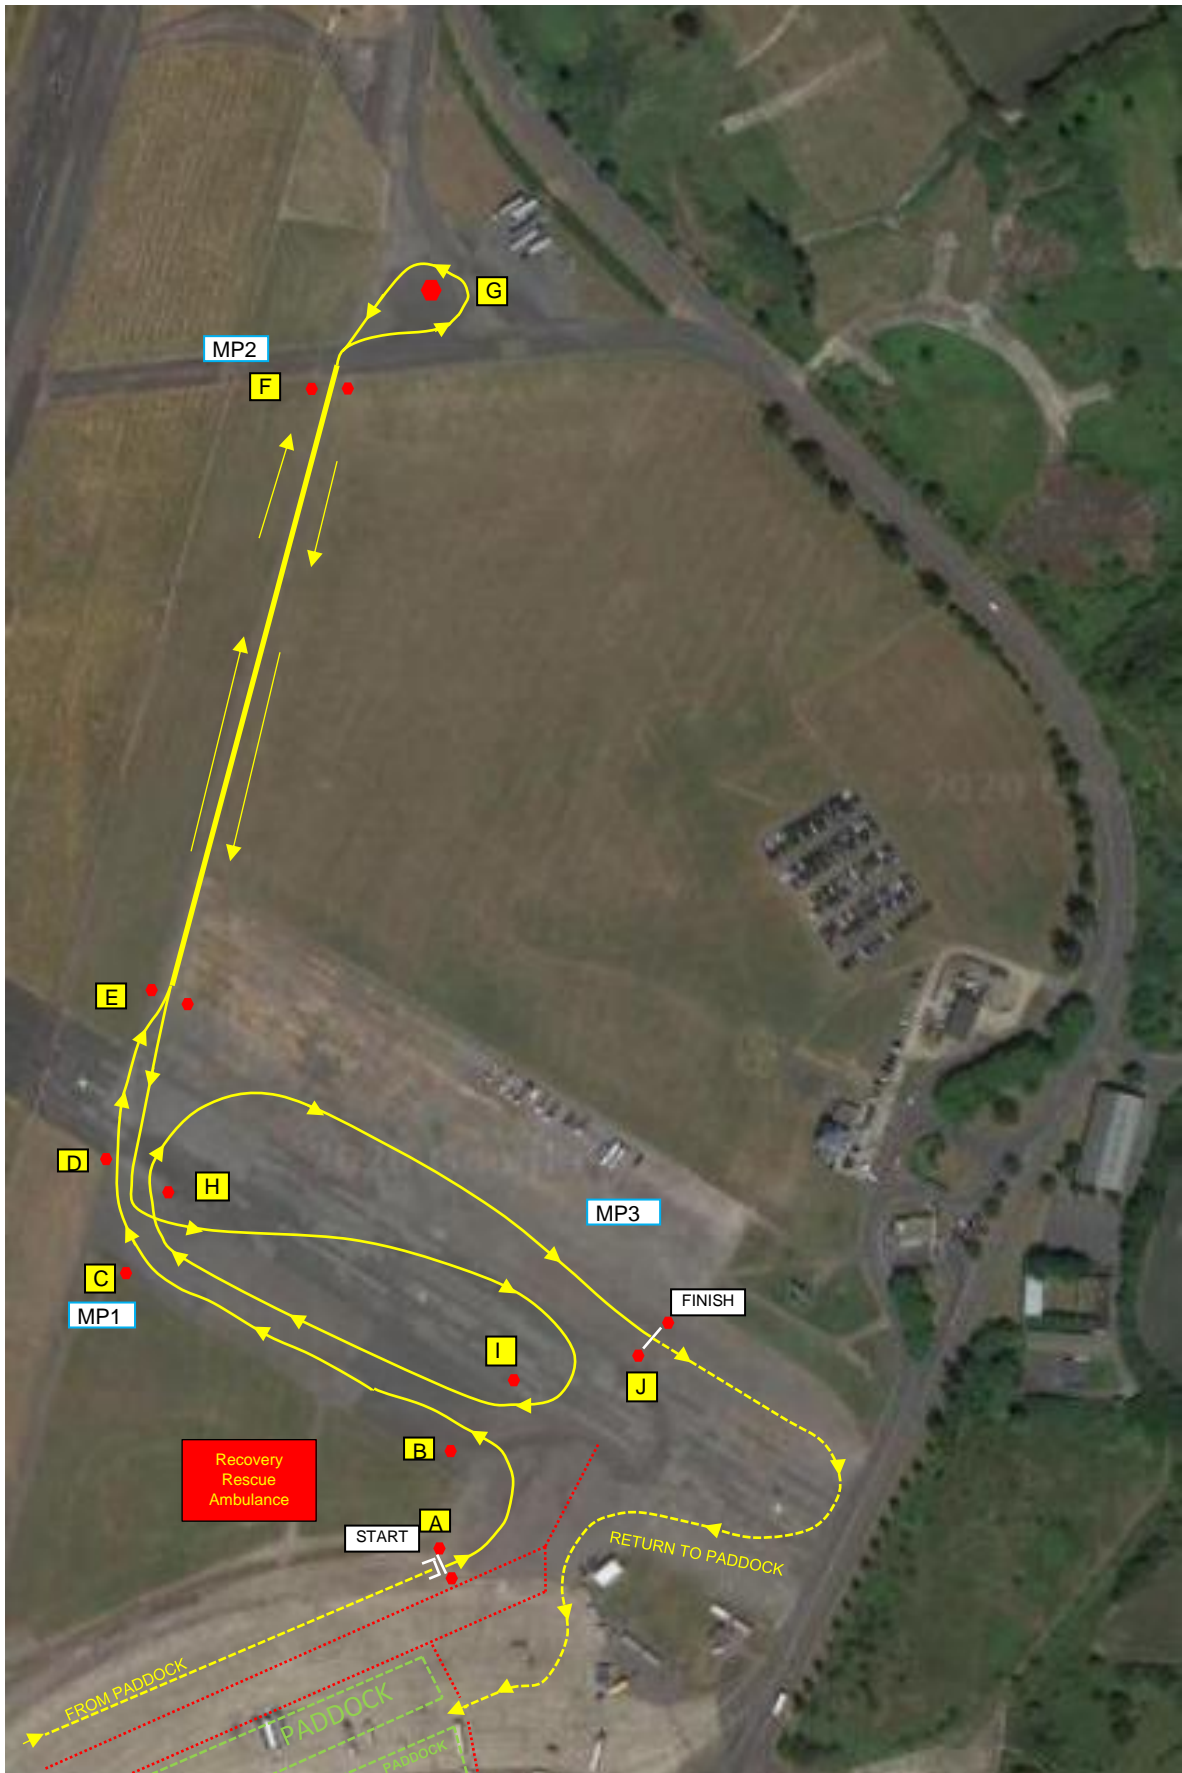 G
MP2
F
E
D
H
MP3
C
FINISH
MP1
I
J
B
Recovery
Rescue
Ambulance
A
START
RETURN TO PADDOCK
FROM PADDOCK
PADDOCK
PADDOCK